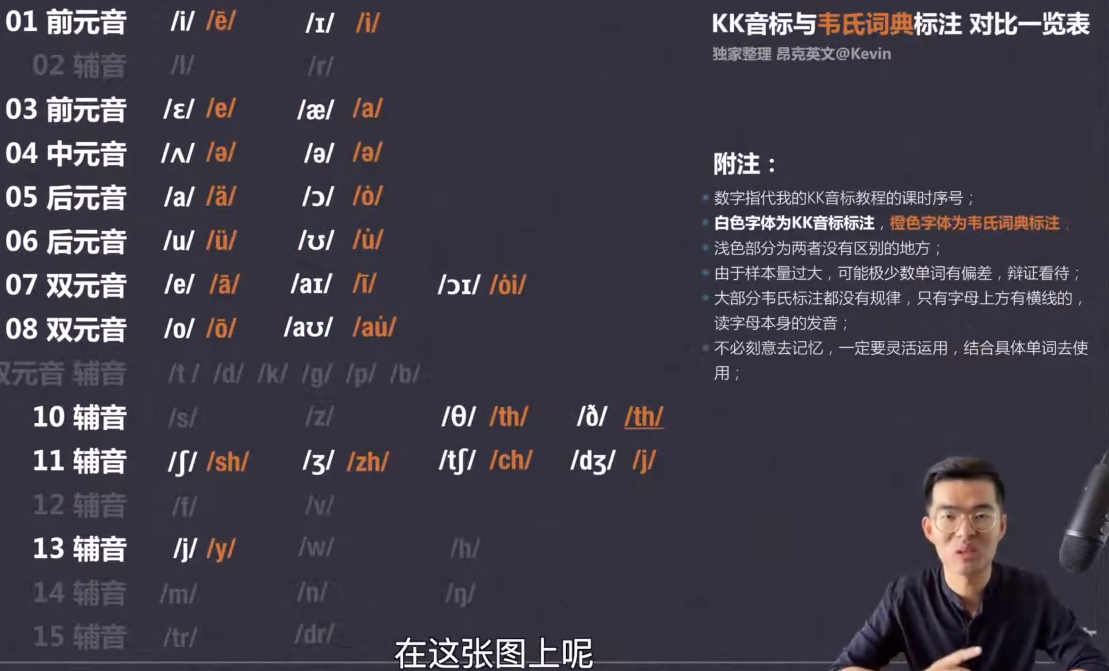 KK音标与韦氏词典标注 对比一览表
独家整理 昂克英文@Kevin
01 前元音 /i/ /ē/ /ɪ/ /i/
02 辅音 /l/ /r/
03 前元音 /ɛ/ /e/ /æ/ /a/
04 中元音 /ʌ/ /ə/ /ə/ /ə/
05 后元音 /a/ /ä/ /ɔ/ /ȯ/
06 后元音 /u/ /ü/ /ʊ/ /u̇/
07 双元音 /e/ /ā/ /aɪ/ /ī/ /ɔɪ/ /ȯi/
08 双元音 /o/ /ō/ /aʊ/ /au̇/
双元音 辅音 /t/ /d/ /k/ /g/ /p/ /b/
10 辅音 /s/ /z/ /θ/ /th/ /ð/ /th/
11 辅音 /ʃ/ /sh/ /ʒ/ /zh/ /tʃ/ /ch/ /dʒ/ /j/
12 辅音 /f/ /v/
13 辅音 /j/ /y/ /w/ /h/
14 辅音 /m/ /n/ /ŋ/
15 辅音 /tr/ /dr/
附注：
数字指代我的KK音标教程的课时序号；
白色字体为KK音标标注，橙色字体为韦氏词典标注；
浅色部分为两者没有区别的地方；
由于样本量过大，可能极少数单词有偏差，辩证看待；
大部分韦氏标注都没有规律，只有字母上方有横线的，
读字母本身的发音；
不必刻意去记忆，一定要灵活运用，结合具体单词去使
用；
在这张图上呢